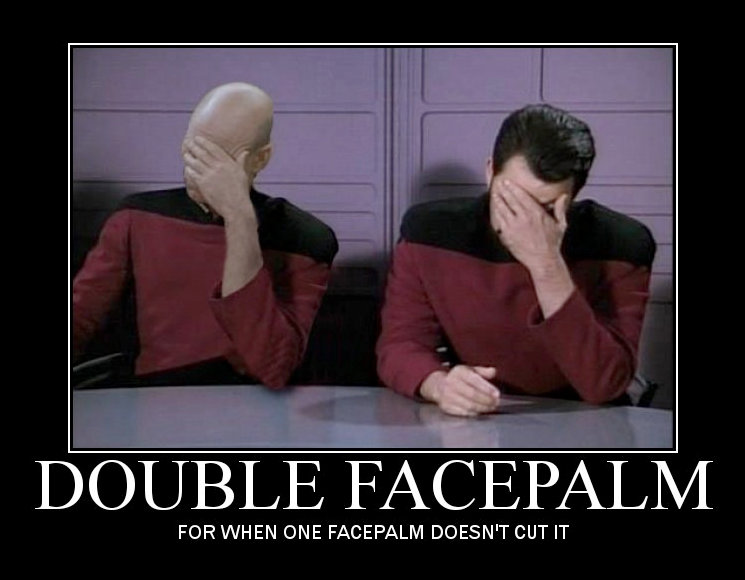 DOUBLE FACEPALM
FOR WHEN ONE FACEPALM DOESN'T CUT IT